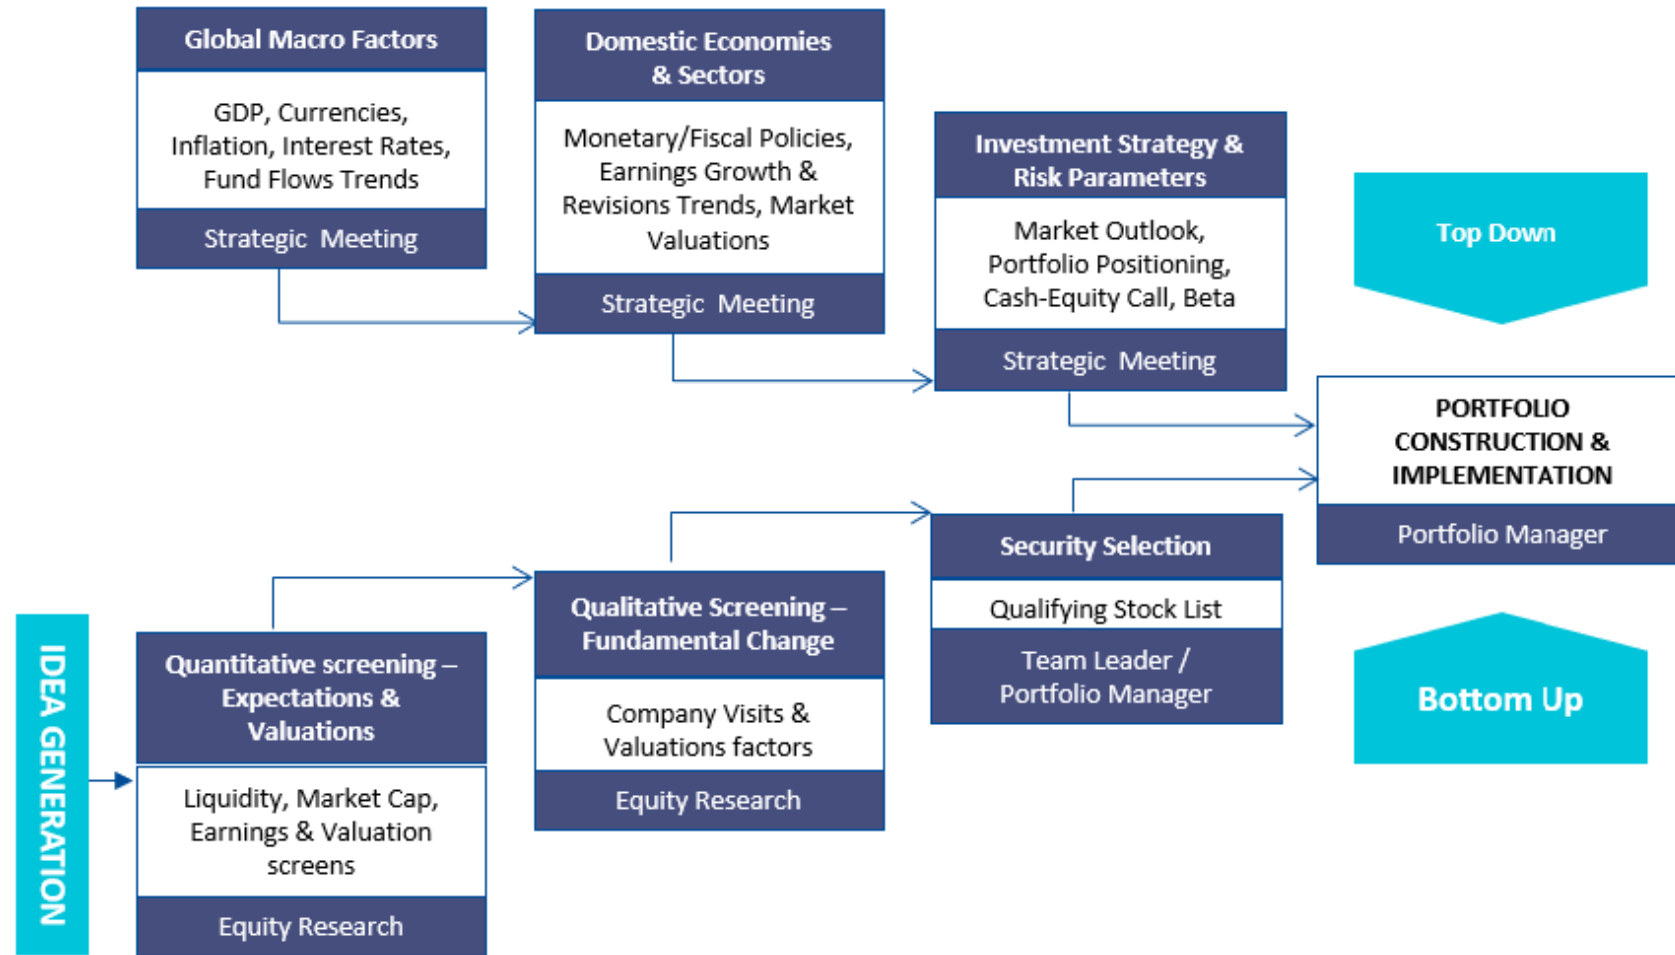 Global Macro Factors
GDP, Currencies,
Inflation, Interest Rates,
Fund Flows Trends
Strategic Meeting
Domestic Economies
& Sectors
Monetary/Fiscal Policies,
Earnings Growth &
Revisions Trends, Market
Valuations
Strategic Meeting
Investment Strategy &
Risk Parameters
Market Outlook,
Portfolio Positioning,
Cash-Equity Call, Beta
Strategic Meeting
Top Down
PORTFOLIO
CONSTRUCTION &
IMPLEMENTATION
Portfolio Manager
IDEA GENERATION
Quantitative screening –
Expectations &
Valuations
Liquidity, Market Cap,
Earnings & Valuation
screens
Equity Research
Qualitative Screening –
Fundamental Change
Company Visits &
Valuations factors
Equity Research
Security Selection
Qualifying Stock List
Team Leader /
Portfolio Manager
Bottom Up